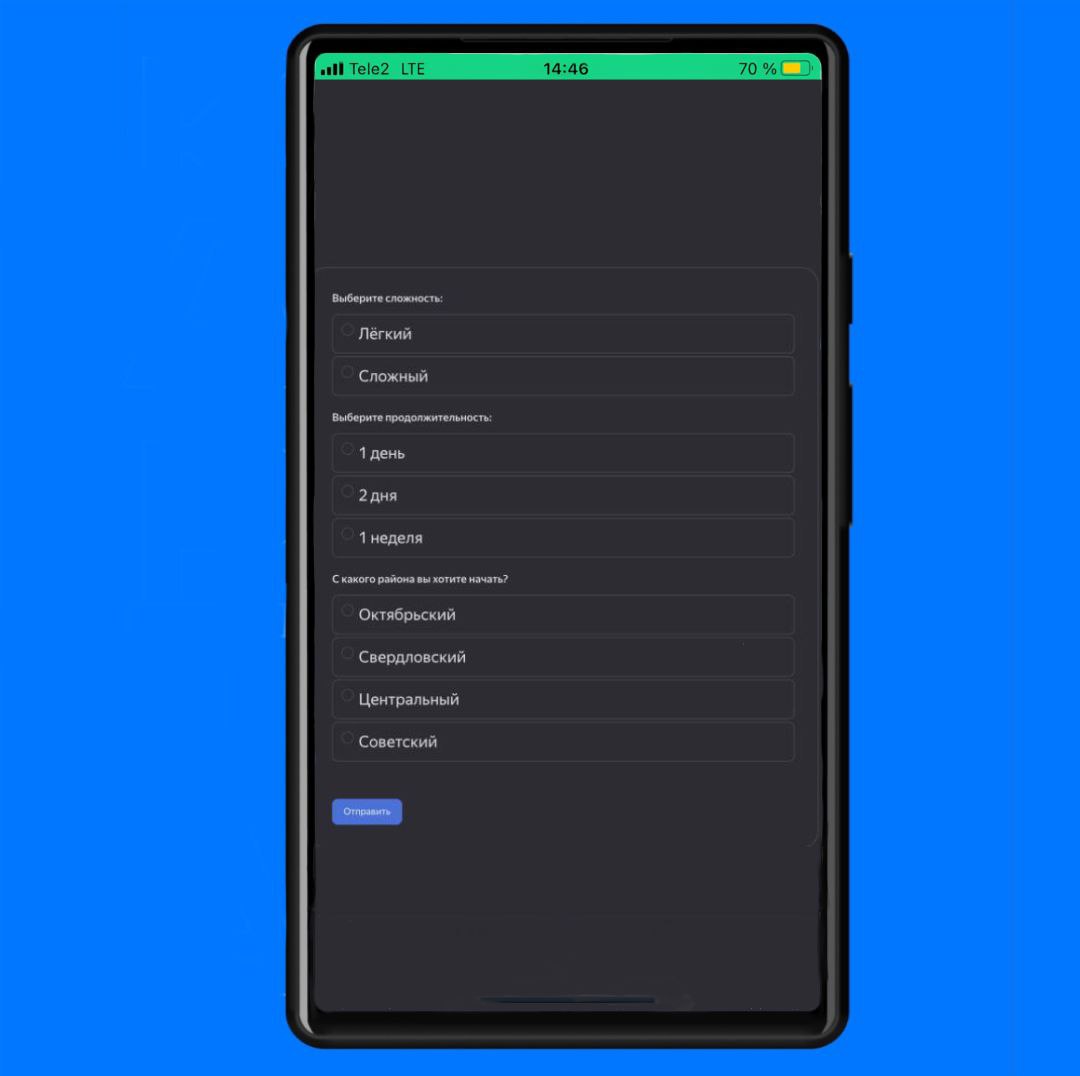 Tele2 LTE 14:46 70 %
Выберите сложность:
Лёгкий
Сложный
Выберите продолжительность:
1 день
2 дня
1 неделя
С какого района вы хотите начать?
Октябрьский
Свердловский
Центральный
Советский
Отправить